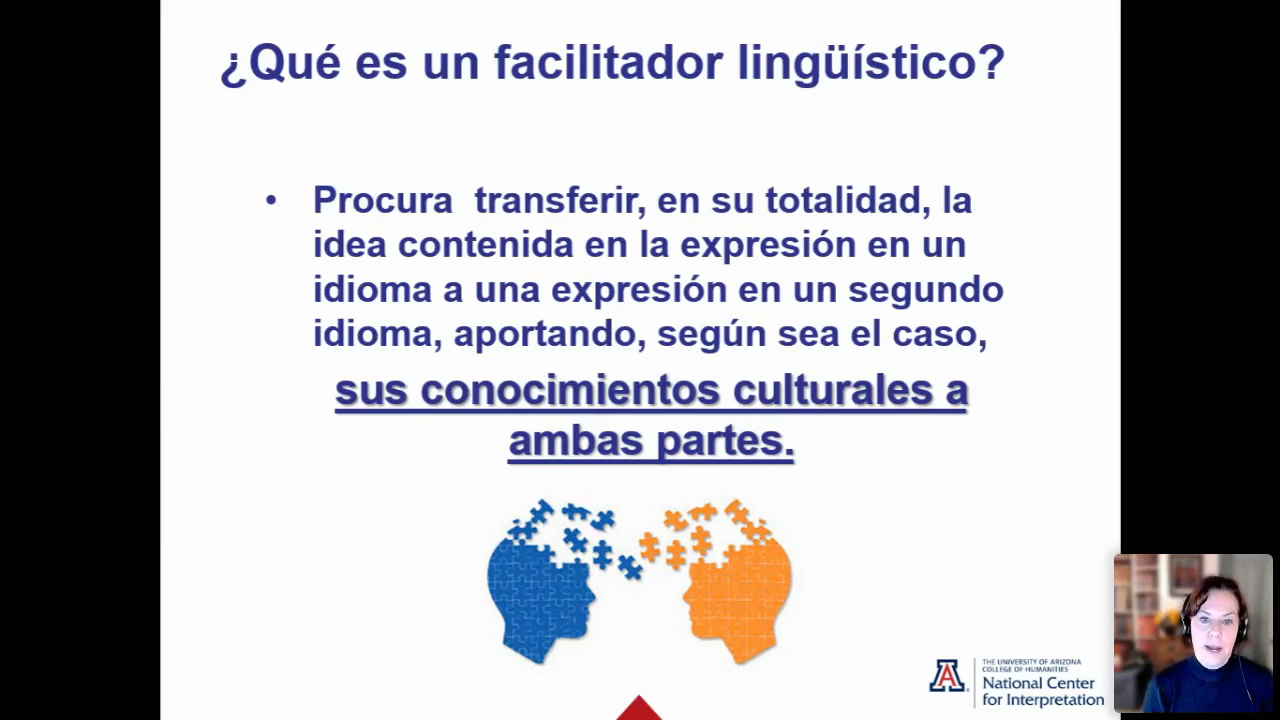 ¿Qué es un facilitador lingüístico?
• Procura transferir, en su totalidad, la
idea contenida en la expresión en un
idioma a una expresión en un segundo
idioma, aportando, según sea el caso,
sus conocimientos culturales a
ambas partes.
A
THE UNIVERSITY OF ARIZONA
COLLEGE OF HUMANITIES
National Center
for Interpretation